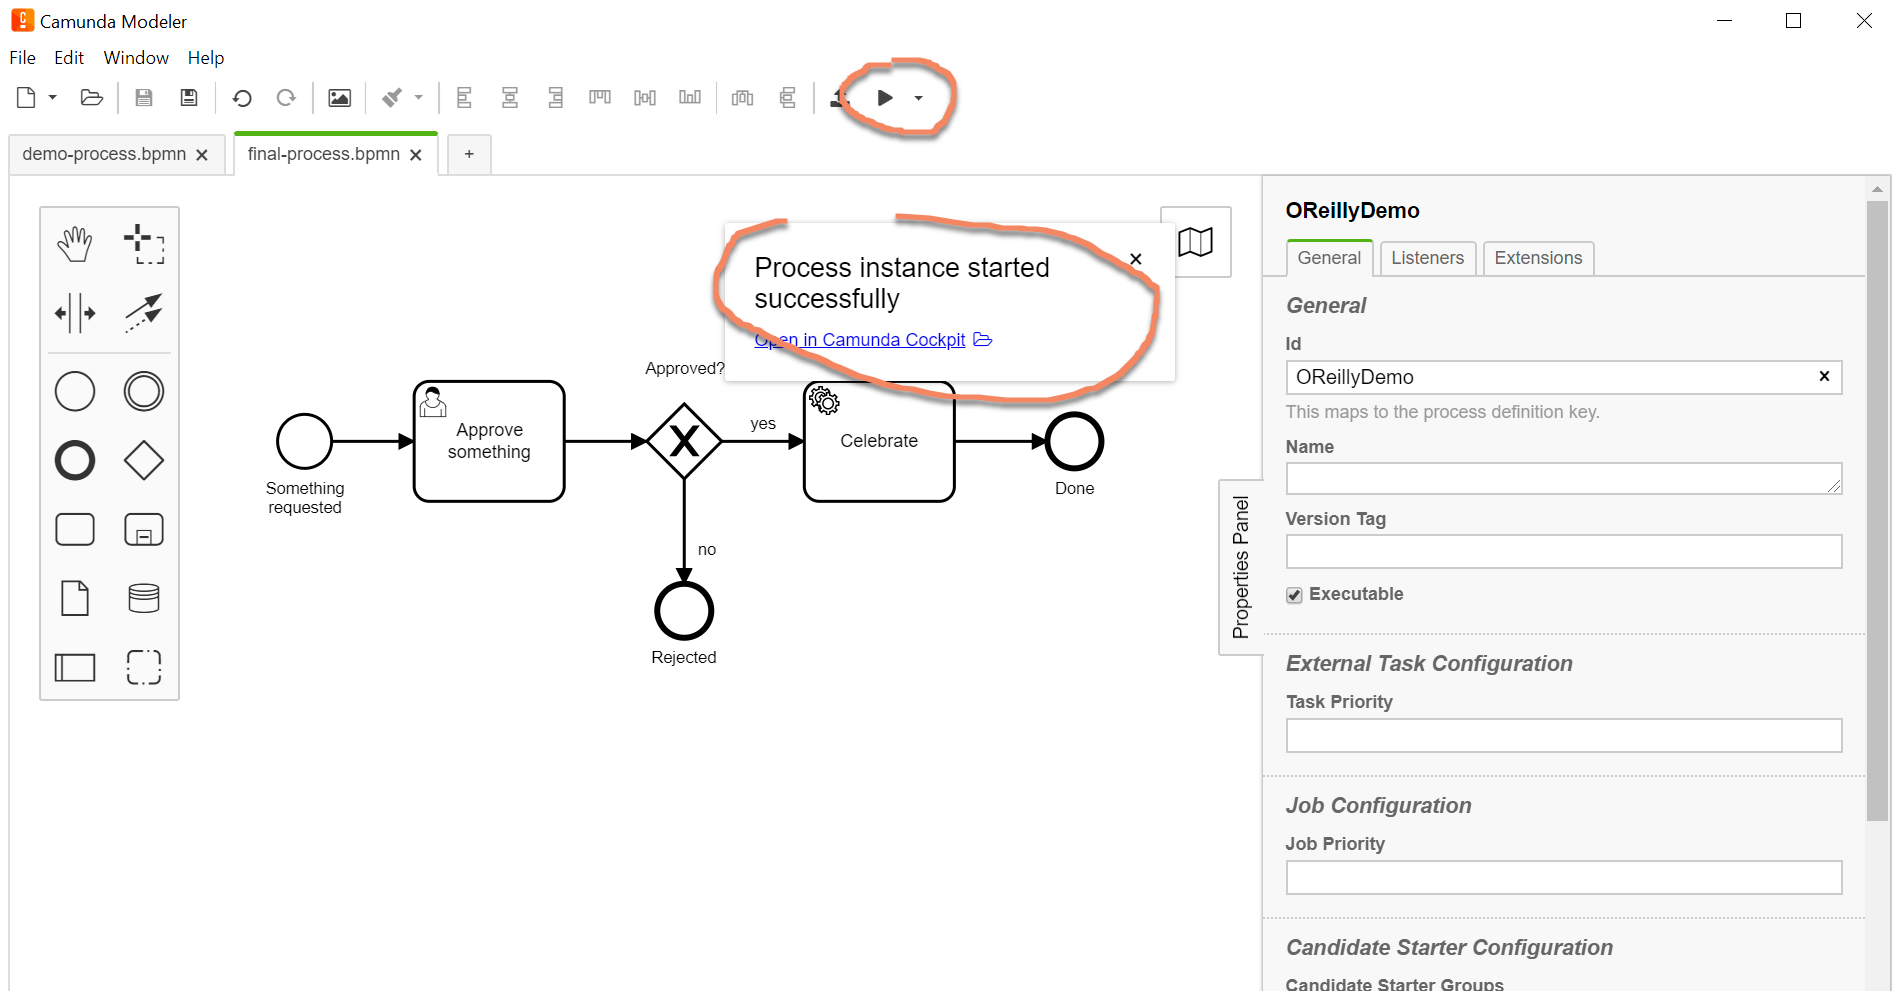 Camunda Modeler
File Edit Window Help
demo-process.bpmn
final-process.bpmn
+
Process instance started
successfully
Open in Camunda Cockpit
Approved?
yes
Approve
something
Celebrate
Something
requested
Done
no
Rejected
Properties Panel
OReillyDemo
General Listeners Extensions
General
Id
OReillyDemo
This maps to the process definition key.
Name
Version Tag
Executable
External Task Configuration
Task Priority
Job Configuration
Job Priority
Candidate Starter Configuration
Candidate Starter Groups